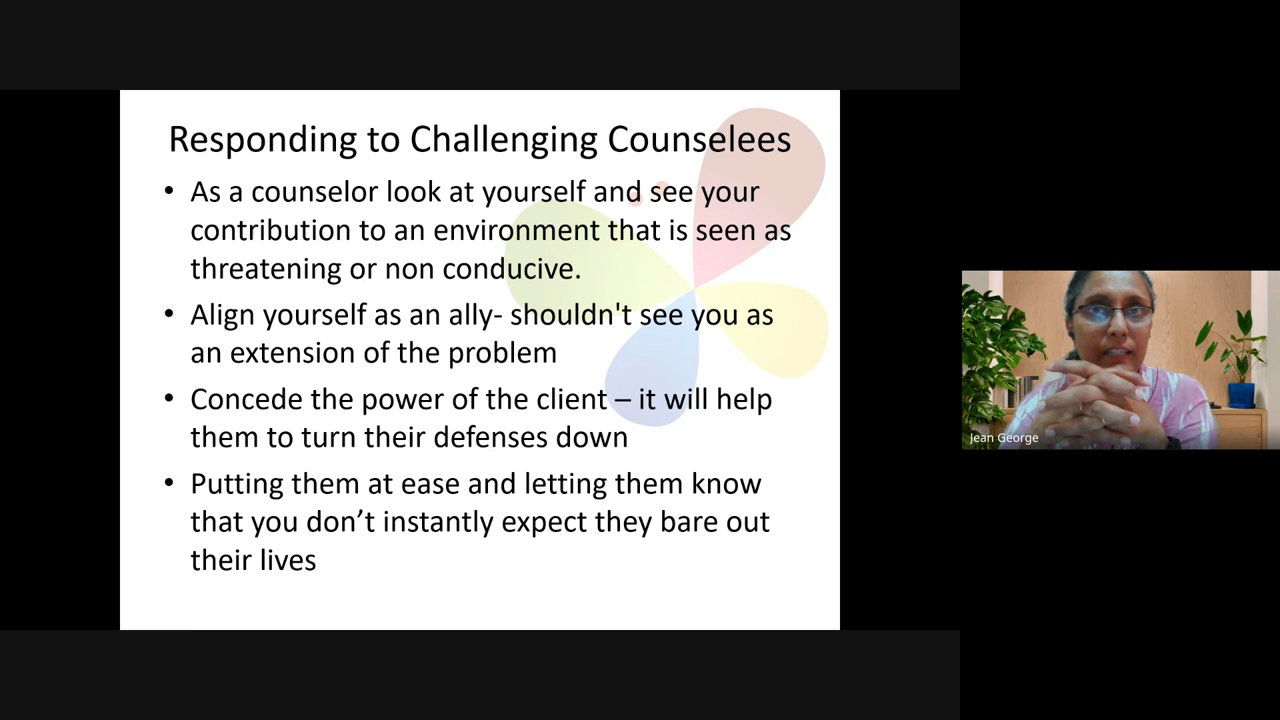 Responding to Challenging Counselees
• As a counselor look at yourself and see your
contribution to an environment that is seen as
threatening or non conducive.
• Align yourself as an ally- shouldn't see you as
an extension of the problem
• Concede the power of the client – it will help
them to turn their defenses down
• Putting them at ease and letting them know
that you don’t instantly expect they bare out
their lives
Jean George